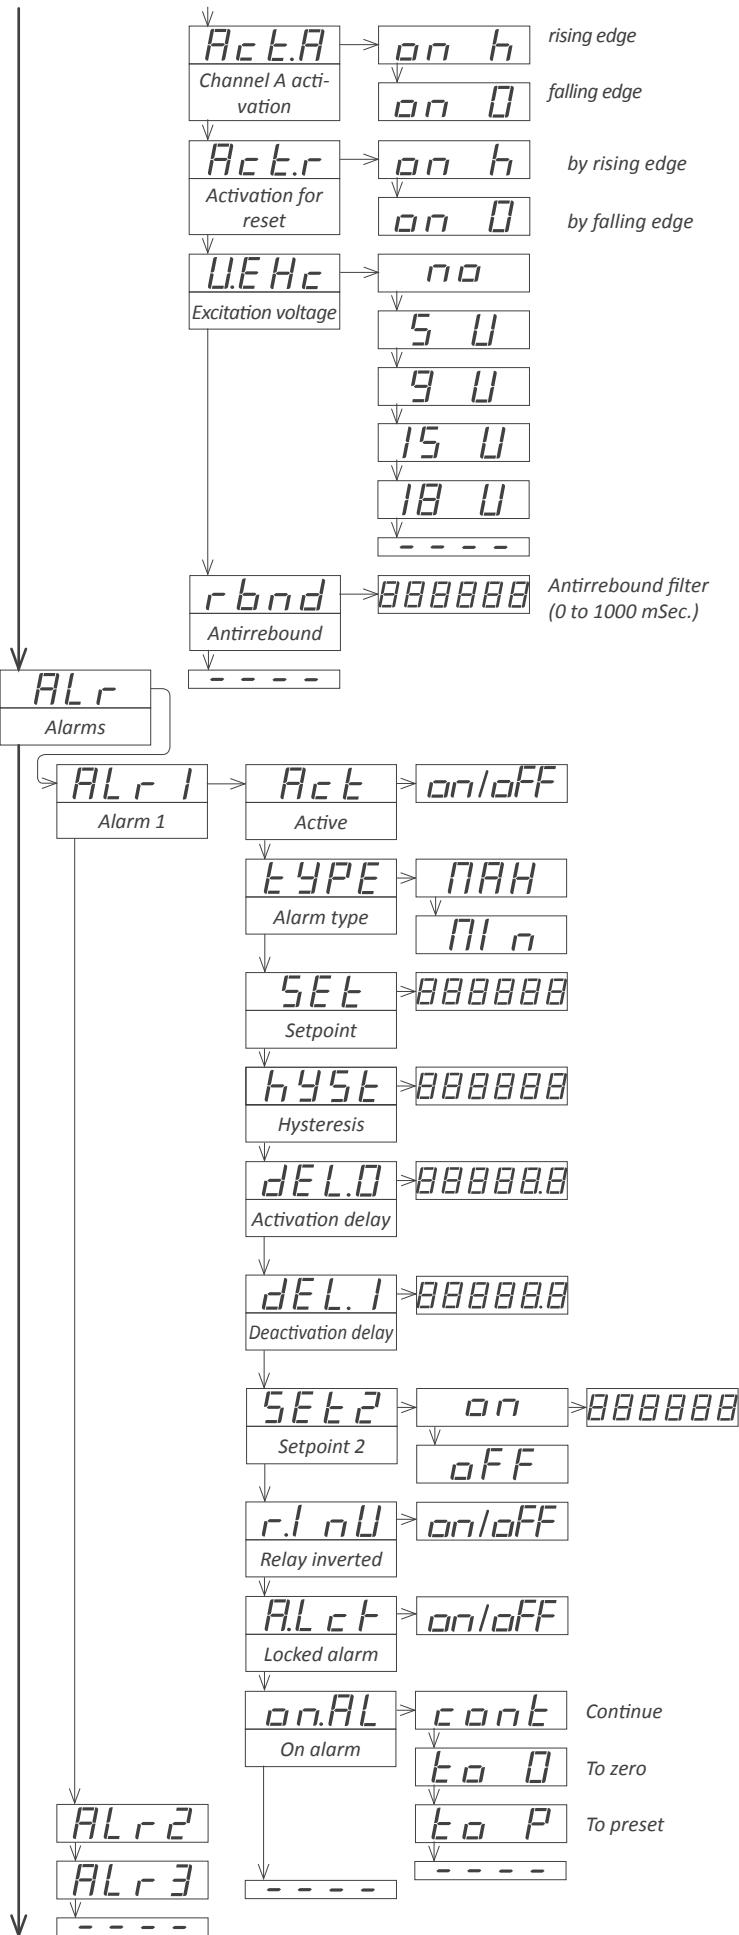 Act.A
on h
rising edge
Channel A acti-
vation
on 0
falling edge
Act.r
on h
by rising edge
Activation for
reset
on 0
by falling edge
U.EHc
no
Excitation voltage
5 U
9 U
15 U
18 U
----
rbnd
888888
Antirrebound filter
(0 to 1000 mSec.)
Antirrebound
----
ALr
Alarms
ALr1
Act
on/oFF
Alarm 1
Active
tYPE
MAH
Alarm type
MIn
SEt
888888
Setpoint
hYSt
888888
Hysteresis
dEL.0
88888.8
Activation delay
dEL.1
88888.8
Deactivation delay
SEt2
on
888888
Setpoint 2
oFF
r.InU
on/oFF
Relay inverted
A.Lct
on/oFF
Locked alarm
on.AL
cont
Continue
On alarm
to 0
To zero
ALr2
to P
To preset
ALr3
----
----
----